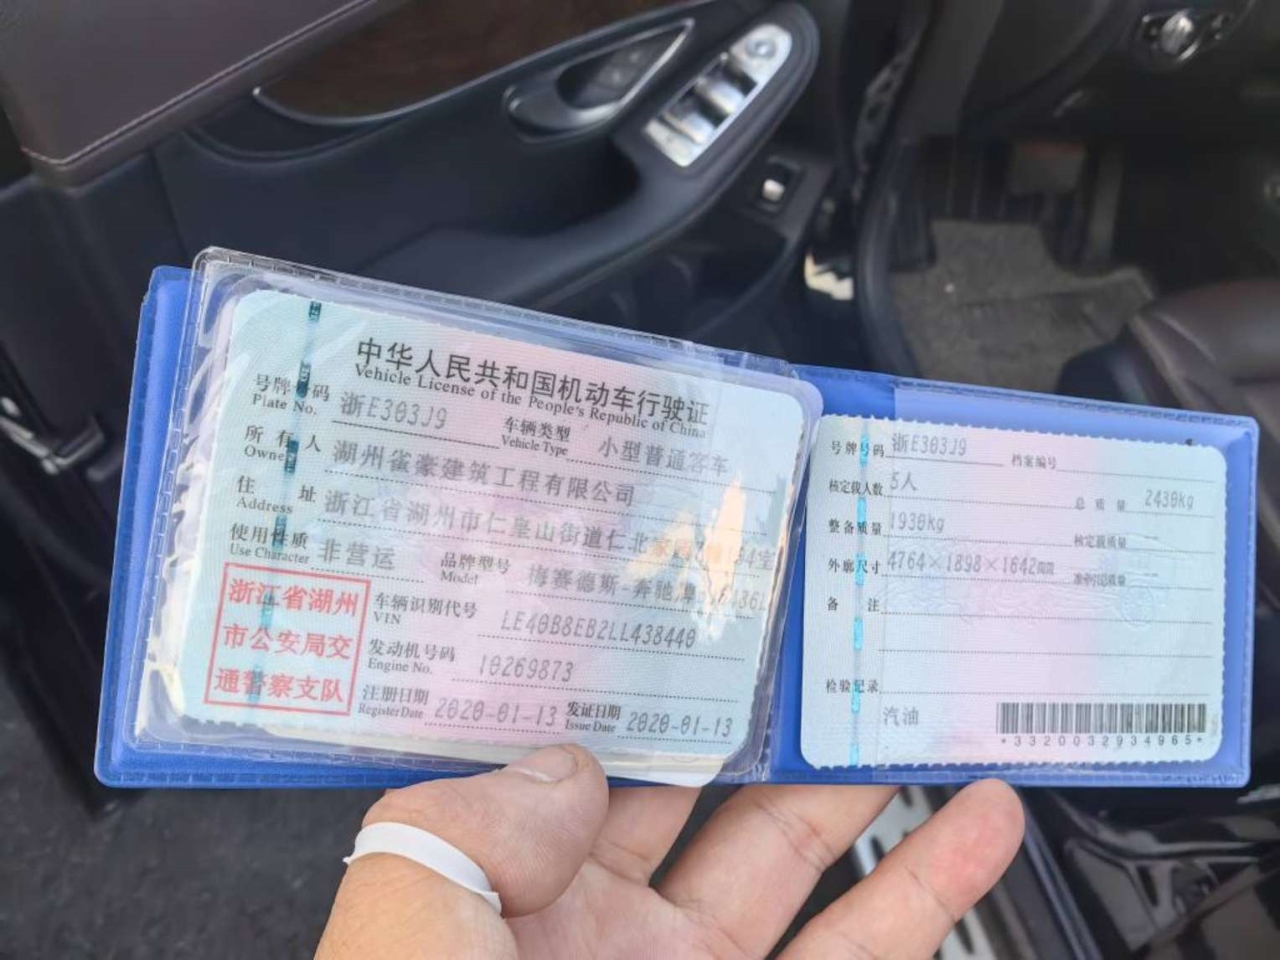 中华人民共和国机动车行驶证
Vehicle License of the People's Republic of China
号牌号码 浙E303J9 车辆类型 小型普通客车
Plate No. Vehicle Type
所有人 湖州雀豪建筑工程有限公司
Owner
住址 浙江省湖州市仁皇山街道仁北家园
Address
使用性质 非营运 品牌型号 梅赛德斯-奔驰牌
Use Character Model
浙江省湖州
市公安局交
通警察支队
车辆识别代号 LE40B8EB2LL438440
VIN
发动机号码 10269873
Engine No.
注册日期 2020-01-13 发证日期 2020-01-13
Register Date Issue Date
号牌号码 浙E303J9 档案编号
核定载人数 5人 总质量 2430kg
整备质量 1930kg 核定载质量
外廓尺寸 4764×1898×1642mm 准牵引总质量
备注
检验记录
汽油
*3320032934965*